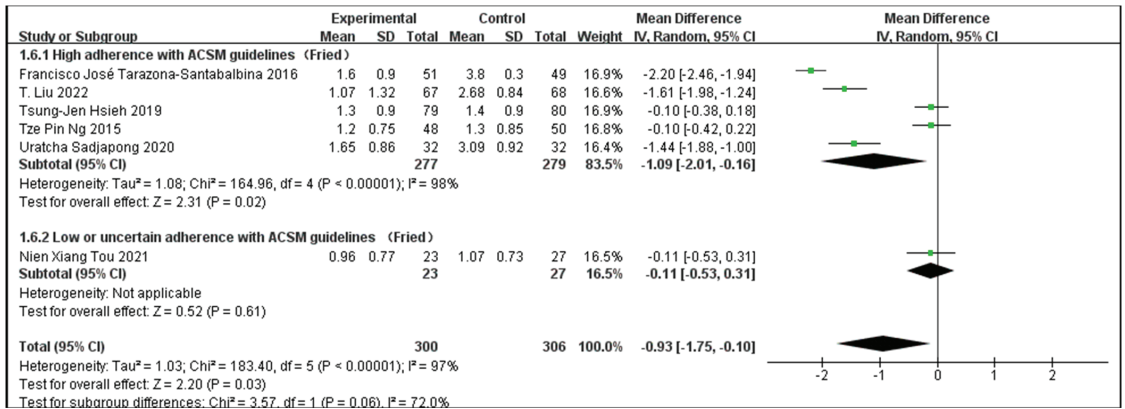 Experimental Control Mean Difference Mean Difference
Study or Subgroup Mean SD Total Mean SD Total Weight IV, Random, 95% CI IV, Random, 95% CI
1.6.1 High adherence with ACSM guidelines（Fried）
Francisco José Tarazona-Santabalbina 2016 1.6 0.9 51 3.8 0.3 49 16.9% -2.20 [-2.46, -1.94]
T. Liu 2022 1.07 1.32 67 2.68 0.84 68 16.6% -1.61 [-1.98, -1.24]
Tsung-Jen Hsieh 2019 1.3 0.9 79 1.4 0.9 80 16.9% -0.10 [-0.38, 0.18]
Tze Pin Ng 2015 1.2 0.75 48 1.3 0.85 50 16.7% -0.10 [-0.42, 0.22]
Uratcha Sadjapong 2020 1.65 0.86 32 3.09 0.92 32 16.4% -1.44 [-1.88, -1.00]
Subtotal (95% CI) 277 279 83.5% -1.09 [-2.01, -0.16]
Heterogeneity: Tau² = 1.08; Chi² = 164.96, df = 4 (P < 0.00001); I² = 98%
Test for overall effect: Z = 2.31 (P = 0.02)
1.6.2 Low or uncertain adherence with ACSM guidelines （Fried）
Nien Xiang Tou 2021 0.96 0.77 23 1.07 0.73 27 16.5% -0.11 [-0.53, 0.31]
Subtotal (95% CI) 23 27 16.5% -0.11 [-0.53, 0.31]
Heterogeneity: Not applicable
Test for overall effect: Z = 0.52 (P = 0.61)
Total (95% CI) 300 306 100.0% -0.93 [-1.75, -0.10]
Heterogeneity: Tau² = 1.03; Chi² = 183.40, df = 5 (P < 0.00001); I² = 97%
Test for overall effect: Z = 2.20 (P = 0.03)
Test for subgroup differences: Chi² = 3.57, df = 1 (P = 0.06), I² = 72.0%
-2 -1 0 1 2